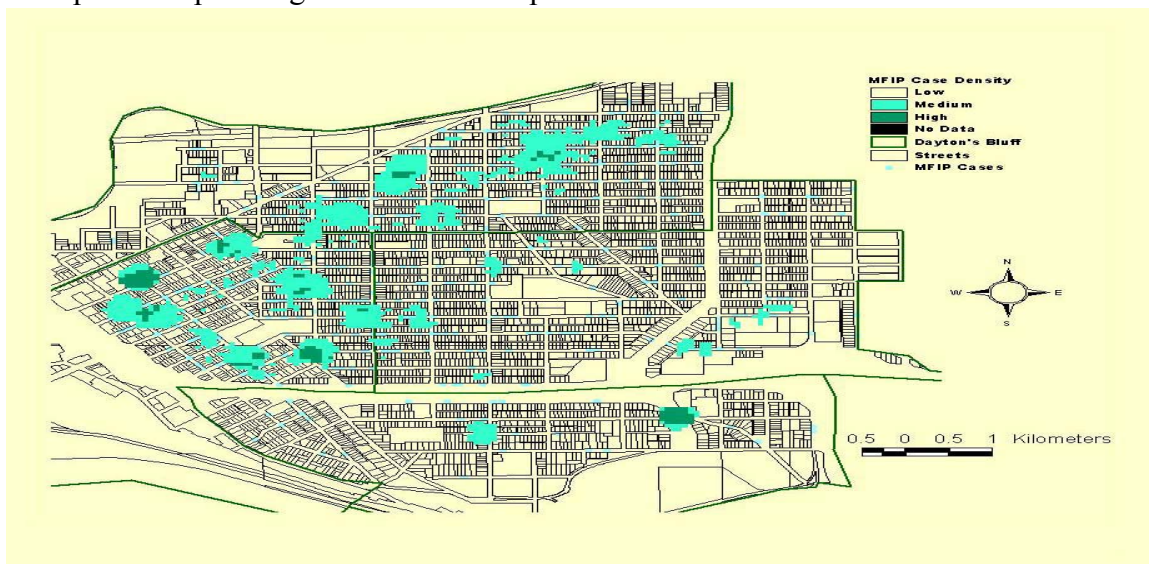 MFIP Case Density
Low
Medium
High
No Data
Dayton's Bluff
Streets
MFIP Cases
N
W
E
S
0.5 0 0.5 1 Kilometers